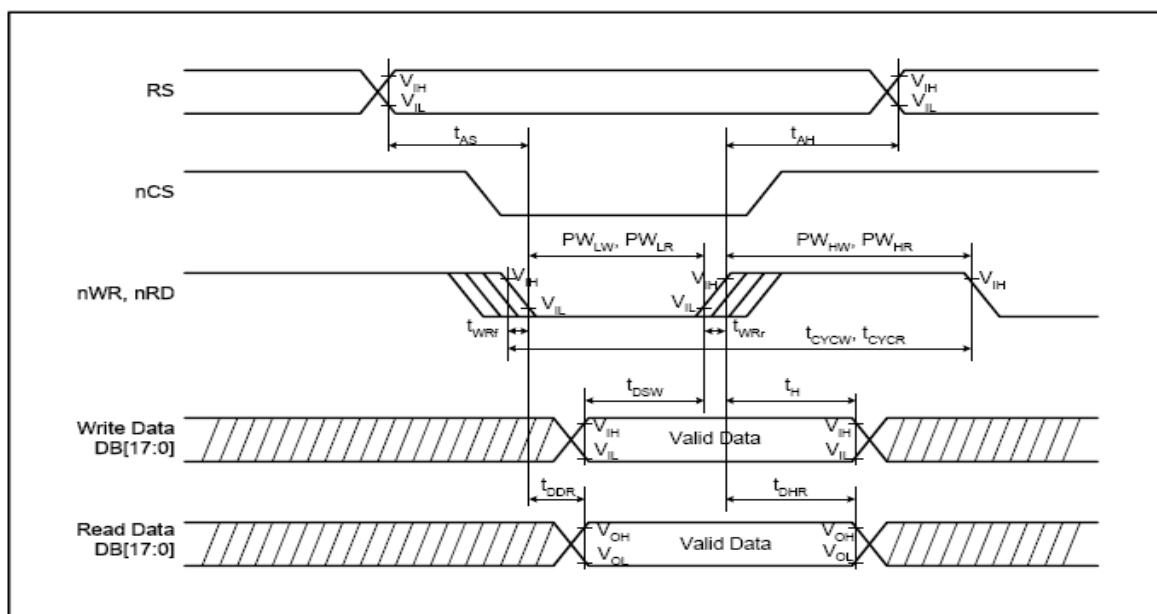 RS
V_IH
V_IL
V_IH
V_IL
t_AS
t_AH
nCS
PW_LW, PW_LR
PW_HW, PW_HR
nWR, nRD
V_IH
V_IL
V_IL
V_IH
V_IH
t_WRf
t_WRr
t_CYCW, t_CYCR
t_DSW
t_H
Write Data
DB[17:0]
V_IH
V_IL
Valid Data
V_IH
V_IL
t_DDR
t_DHR
Read Data
DB[17:0]
V_OH
V_OL
Valid Data
V_OH
V_OL